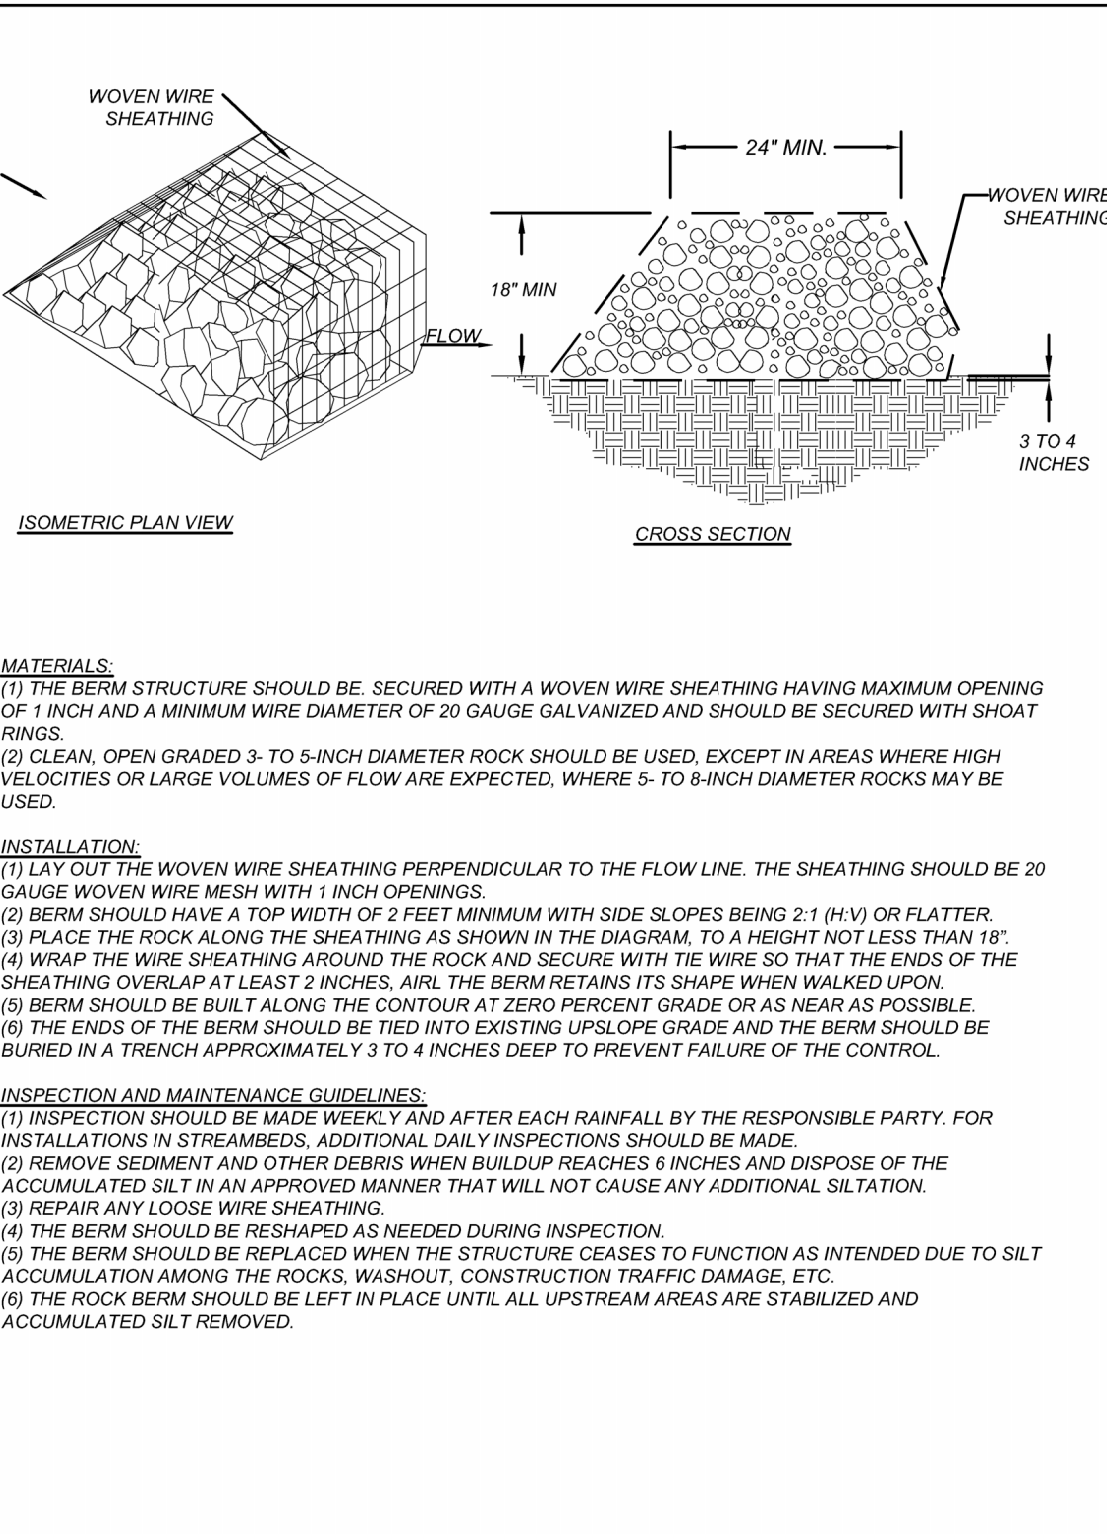 WOVEN WIRE
SHEATHING
24" MIN.
WOVEN WIRE
SHEATHING
18" MIN
FLOW
3 TO 4
INCHES
ISOMETRIC PLAN VIEW
CROSS SECTION
MATERIALS:
(1) THE BERM STRUCTURE SHOULD BE. SECURED WITH A WOVEN WIRE SHEATHING HAVING MAXIMUM OPENING
OF 1 INCH AND A MINIMUM WIRE DIAMETER OF 20 GAUGE GALVANIZED AND SHOULD BE SECURED WITH SHOAT
RINGS.
(2) CLEAN, OPEN GRADED 3- TO 5-INCH DIAMETER ROCK SHOULD BE USED, EXCEPT IN AREAS WHERE HIGH
VELOCITIES OR LARGE VOLUMES OF FLOW ARE EXPECTED, WHERE 5- TO 8-INCH DIAMETER ROCKS MAY BE
USED.
INSTALLATION:
(1) LAY OUT THE WOVEN WIRE SHEATHING PERPENDICULAR TO THE FLOW LINE. THE SHEATHING SHOULD BE 20
GAUGE WOVEN WIRE MESH WITH 1 INCH OPENINGS.
(2) BERM SHOULD HAVE A TOP WIDTH OF 2 FEET MINIMUM WITH SIDE SLOPES BEING 2:1 (H:V) OR FLATTER.
(3) PLACE THE ROCK ALONG THE SHEATHING AS SHOWN IN THE DIAGRAM, TO A HEIGHT NOT LESS THAN 18”.
(4) WRAP THE WIRE SHEATHING AROUND THE ROCK AND SECURE WITH TIE WIRE SO THAT THE ENDS OF THE
SHEATHING OVERLAP AT LEAST 2 INCHES, AIRL THE BERM RETAINS ITS SHAPE WHEN WALKED UPON.
(5) BERM SHOULD BE BUILT ALONG THE CONTOUR AT ZERO PERCENT GRADE OR AS NEAR AS POSSIBLE.
(6) THE ENDS OF THE BERM SHOULD BE TIED INTO EXISTING UPSLOPE GRADE AND THE BERM SHOULD BE
BURIED IN A TRENCH APPROXIMATELY 3 TO 4 INCHES DEEP TO PREVENT FAILURE OF THE CONTROL.
INSPECTION AND MAINTENANCE GUIDELINES:
(1) INSPECTION SHOULD BE MADE WEEKLY AND AFTER EACH RAINFALL BY THE RESPONSIBLE PARTY. FOR
INSTALLATIONS IN STREAMBEDS, ADDITIONAL DAILY INSPECTIONS SHOULD BE MADE.
(2) REMOVE SEDIMENT AND OTHER DEBRIS WHEN BUILDUP REACHES 6 INCHES AND DISPOSE OF THE
ACCUMULATED SILT IN AN APPROVED MANNER THAT WILL NOT CAUSE ANY ADDITIONAL SILTATION.
(3) REPAIR ANY LOOSE WIRE SHEATHING.
(4) THE BERM SHOULD BE RESHAPED AS NEEDED DURING INSPECTION.
(5) THE BERM SHOULD BE REPLACED WHEN THE STRUCTURE CEASES TO FUNCTION AS INTENDED DUE TO SILT
ACCUMULATION AMONG THE ROCKS, WASHOUT, CONSTRUCTION TRAFFIC DAMAGE, ETC.
(6) THE ROCK BERM SHOULD BE LEFT IN PLACE UNTIL ALL UPSTREAM AREAS ARE STABILIZED AND
ACCUMULATED SILT REMOVED.